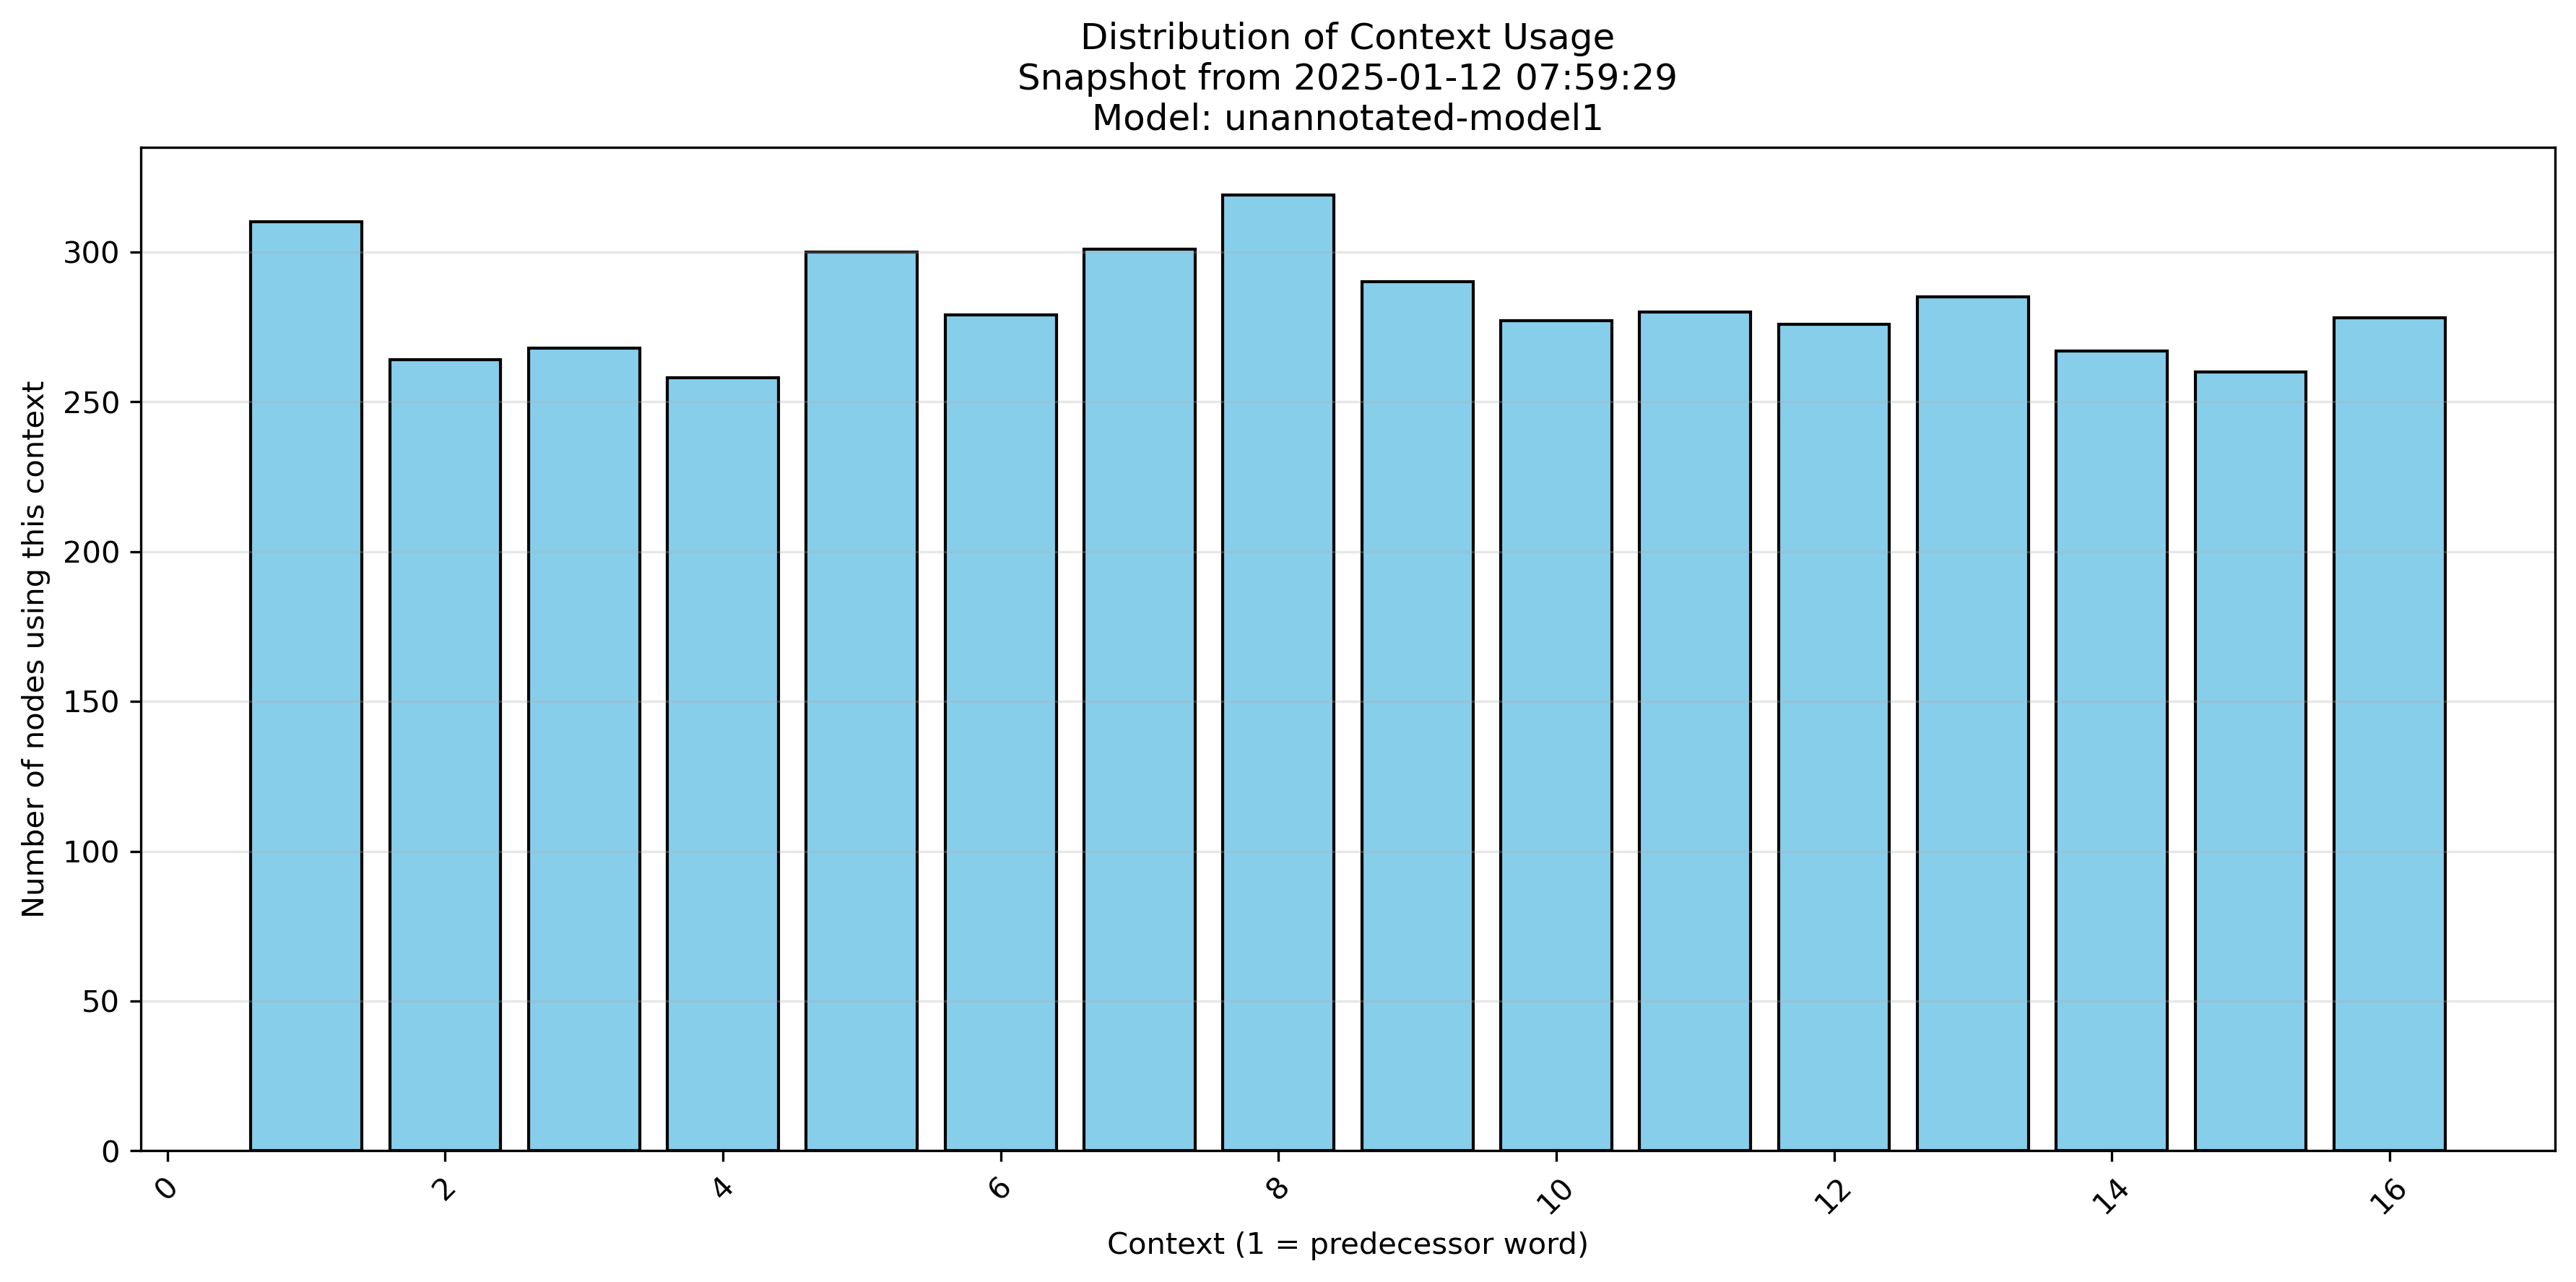 Distribution of Context Usage
Snapshot from 2025-01-12 07:59:29
Model: unannotated-model1
Number of nodes using this context
300
250
200
150
100
50
0
0 2 4 6 8 10 12 14 16
Context (1 = predecessor word)